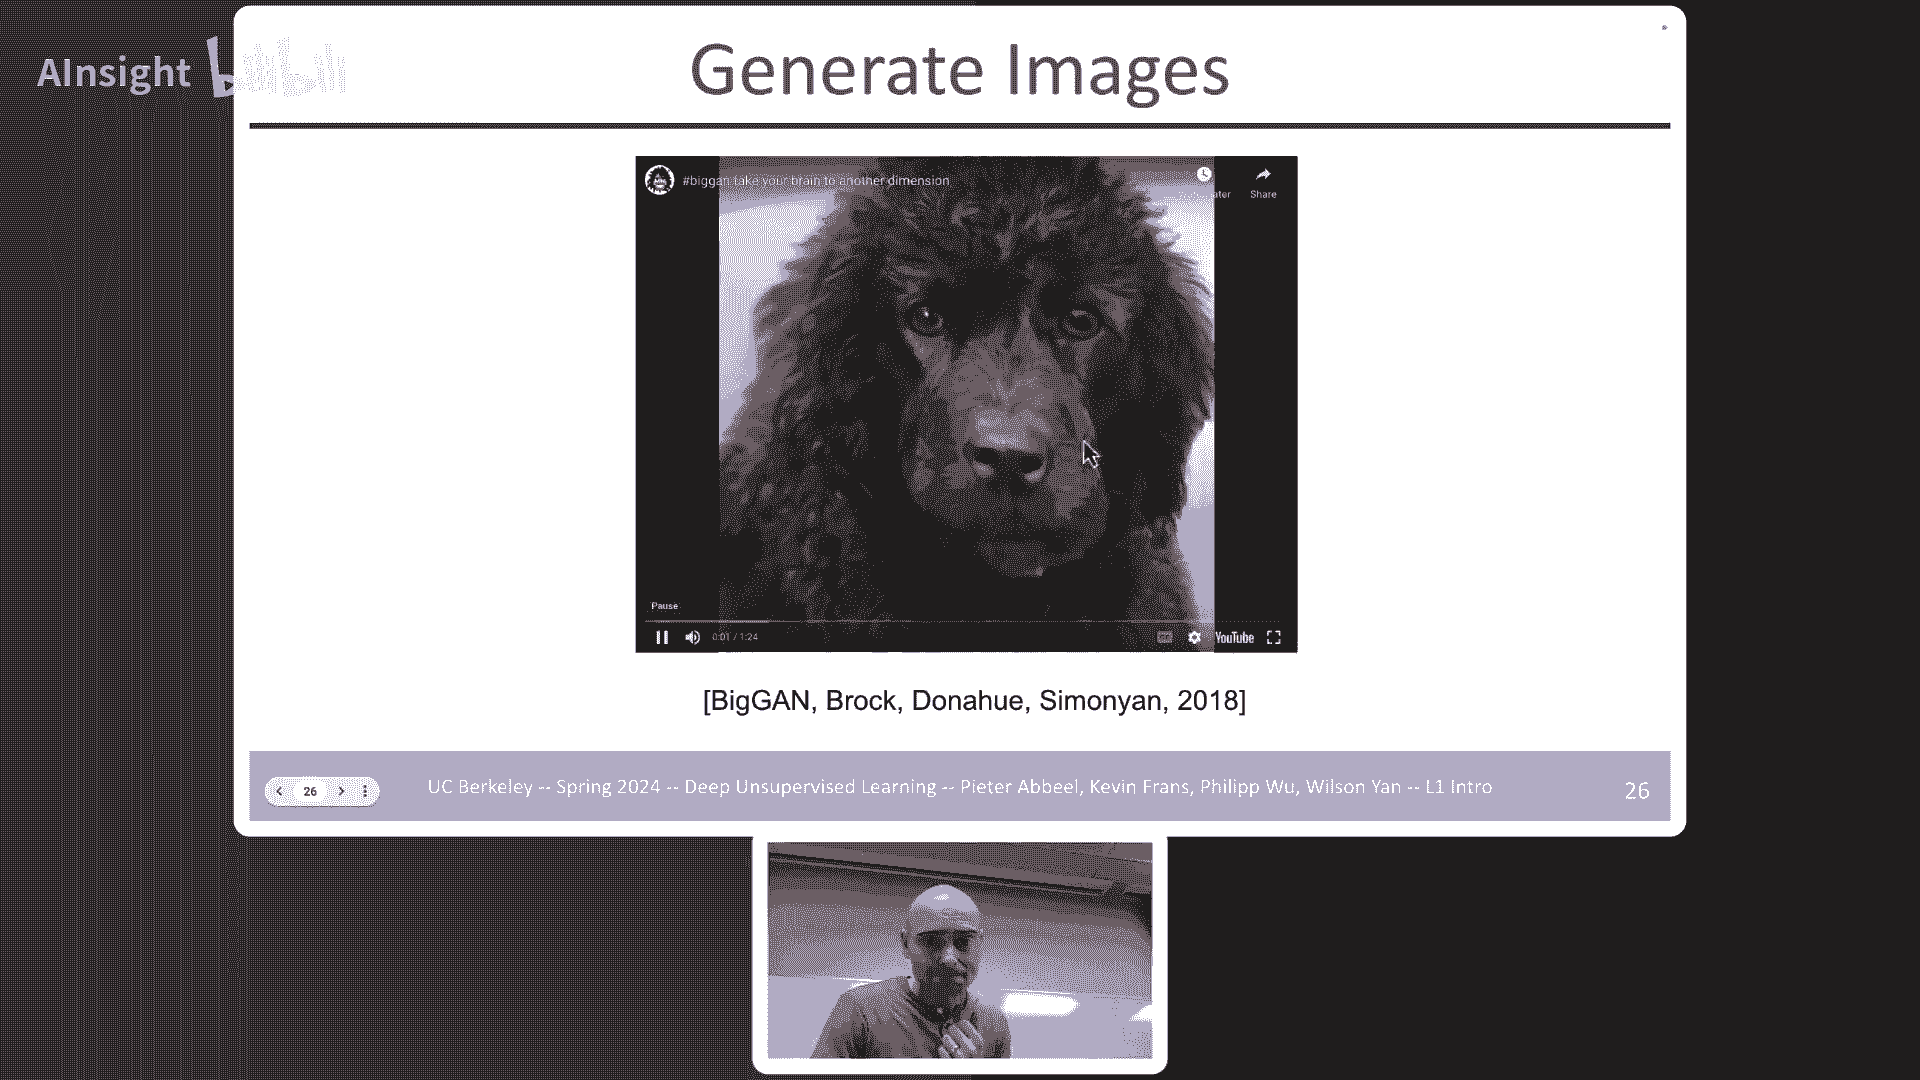 AInsight bilibili
Generate Images
#biggan take your brain to another dimension
Share
Pause
0:01 / 1:24
YouTube
[BigGAN, Brock, Donahue, Simonyan, 2018]
26
UC Berkeley -- Spring 2024 -- Deep Unsupervised Learning -- Pieter Abbeel, Kevin Frans, Philipp Wu, Wilson Yan -- L1 Intro
26